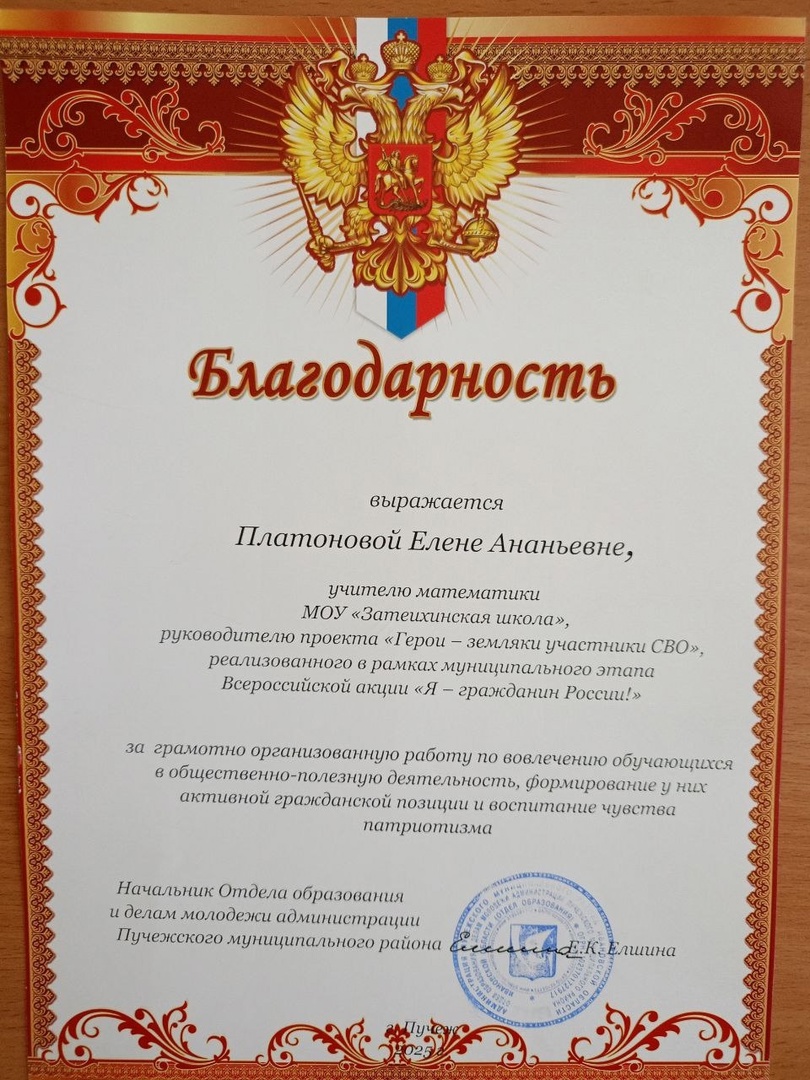 Благодарность
выражается
Платоновой Елене Ананьевне,
учителю математики
МОУ «Затеихинская школа»,
руководителю проекта «Герои – земляки участники СВО»,
реализованного в рамках муниципального этапа
Всероссийской акции «Я – гражданин России!»
за грамотно организованную работу по вовлечению обучающихся
в общественно-полезную деятельность, формирование у них
активной гражданской позиции и воспитание чувства
патриотизма
Начальник Отдела образования
и делам молодежи администрации
Пучежского муниципального района Е.К. Елшина
г. Пучеж
2025 г